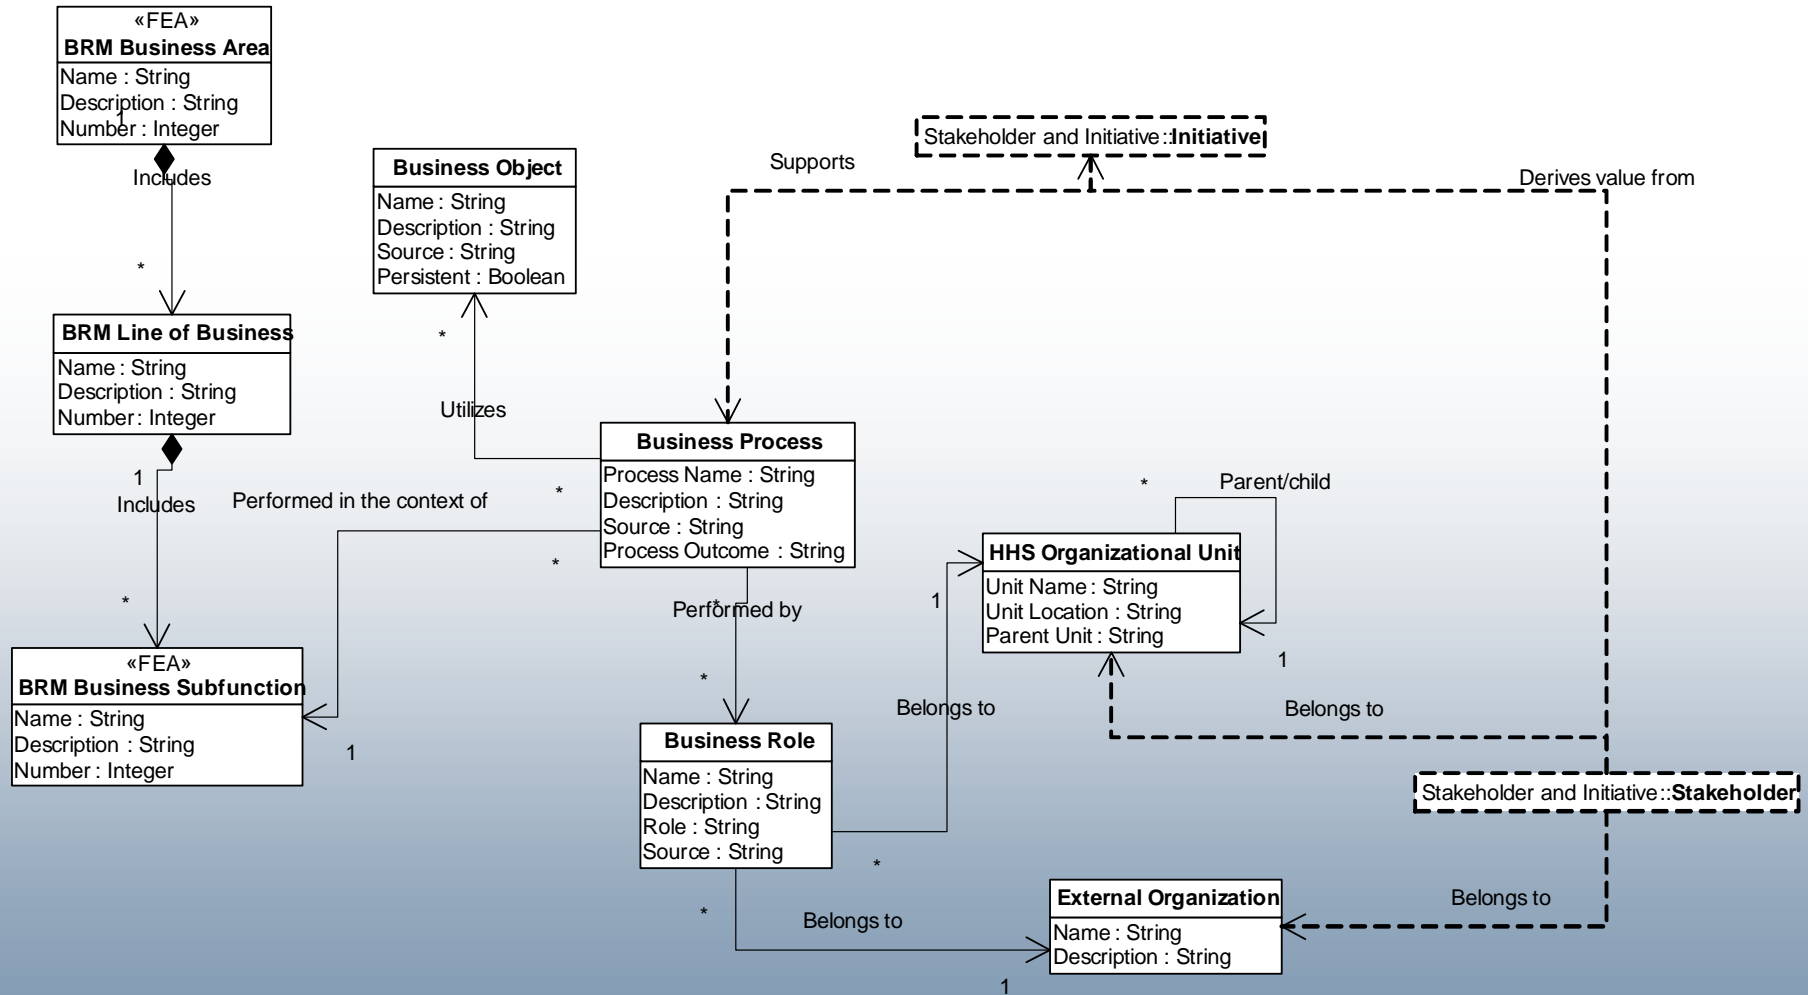 «FEA»
BRM Business Area
Name : String
Description : String
Number : Integer
1
Includes
*
BRM Line of Business
Name : String
Description : String
Number : Integer
1
Includes
*
«FEA»
BRM Business Subfunction
Name : String
Description : String
Number : Integer
Business Object
Name : String
Description : String
Source : String
Persistent : Boolean
*
Utilizes
*
Performed in the context of
*
1
Business Process
Process Name : String
Description : String
Source : String
Process Outcome : String
*
Performed by
*
Business Role
Name : String
Description : String
Role : String
Source : String
*
Belongs to
1
*
Belongs to
1
Stakeholder and Initiative::Initiative
Supports
Derives value from
*
Parent/child
HHS Organizational Unit
Unit Name : String
Unit Location : String
Parent Unit : String
1
Belongs to
Stakeholder and Initiative::Stakeholder
Belongs to
External Organization
Name : String
Description : String